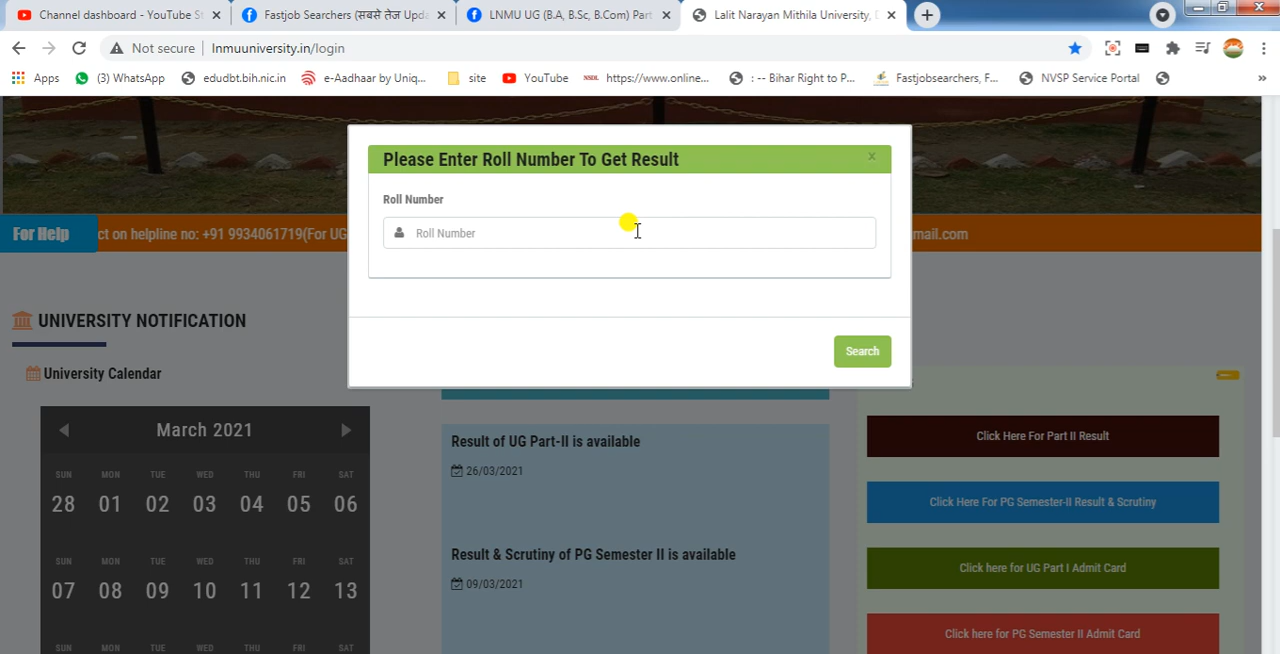 Channel dashboard - YouTube St
Fastjob Searchers (सबसे तेज Upda
LNMU UG (B.A, B.Sc, B.Com) Part
Lalit Narayan Mithila University, D
Not secure
lnmuuniversity.in/login
Apps
(3) WhatsApp
edudbt.bih.nic.in
e-Aadhaar by Uniq...
site
YouTube
NSDL
https://www.online...
: -- Bihar Right to P...
Fastjobsearchers, F...
NVSP Service Portal
»
Please Enter Roll Number To Get Result
x
Roll Number
Roll Number
Search
For Help
ct on helpline no: +91 9934061719(For UG
mail.com
UNIVERSITY NOTIFICATION
University Calendar
March 2021
SUN MON TUE WED THU FRI SAT
28 01 02 03 04 05 06
SUN MON TUE WED THU FRI SAT
07 08 09 10 11 12 13
SUN MON TUE WED THU FRI SAT
Result of UG Part-II is available
26/03/2021
Result & Scrutiny of PG Semester II is available
09/03/2021
Click Here For Part II Result
Click Here For PG Semester-II Result & Scrutiny
Click here for UG Part I Admit Card
Click here for PG Semester II Admit Card